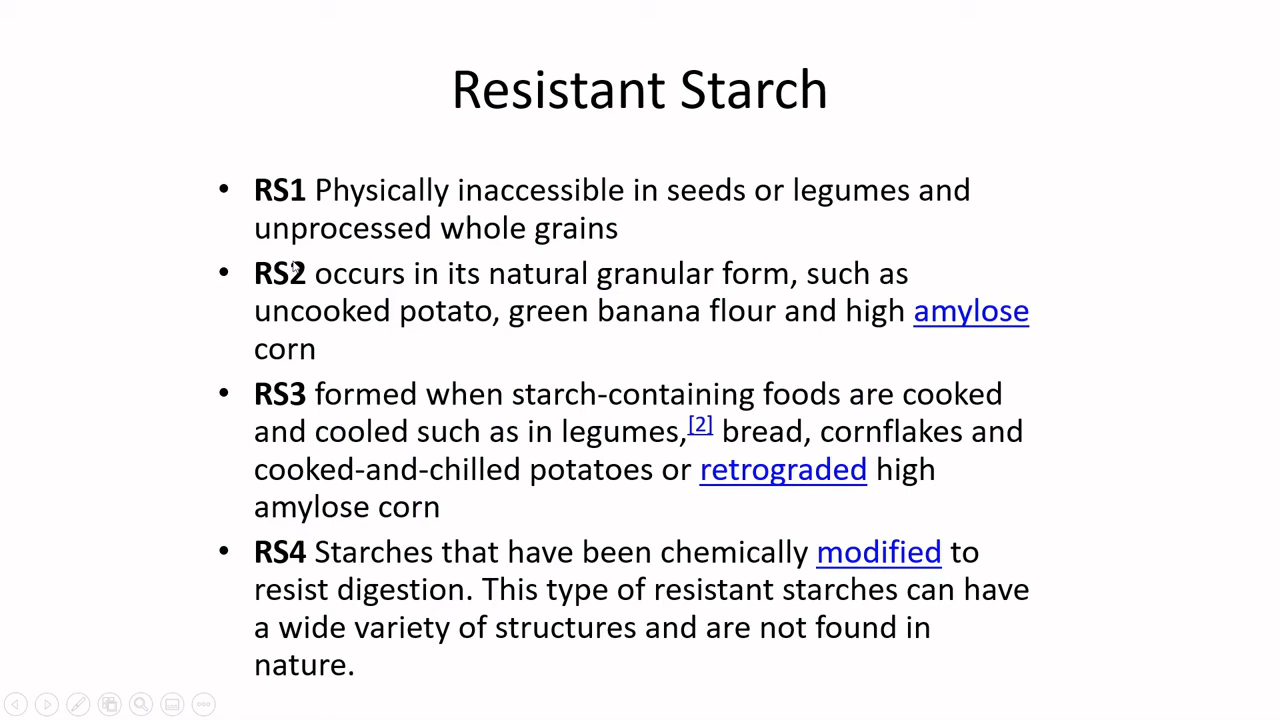 Resistant Starch
• RS1 Physically inaccessible in seeds or legumes and
unprocessed whole grains
• RS2 occurs in its natural granular form, such as
uncooked potato, green banana flour and high amylose
corn
• RS3 formed when starch-containing foods are cooked
and cooled such as in legumes,[2] bread, cornflakes and
cooked-and-chilled potatoes or retrograded high
amylose corn
• RS4 Starches that have been chemically modified to
resist digestion. This type of resistant starches can have
a wide variety of structures and are not found in
nature.